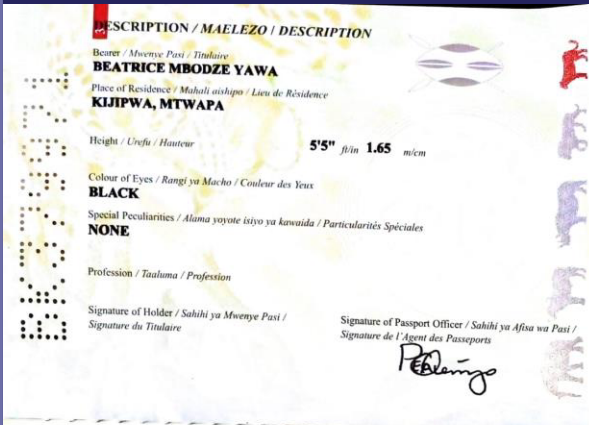 3
DESCRIPTION / MAELEZO / DESCRIPTION
Bearer / Mwenye Pasi / Titulaire
BEATRICE MBODZE YAWA
Place of Residence / Mahali aishipo / Lieu de Résidence
KIJIPWA, MTWAPA
Height / Urefu / Hauteur 5'5" ft/in 1.65 m/cm
Colour of Eyes / Rangi ya Macho / Couleur des Yeux
BLACK
Special Peculiarities / Alama yoyote isiyo ya kawaida / Particularités Spéciales
NONE
Profession / Taaluma / Profession
Signature of Holder / Sahihi ya Mwenye Pasi /
Signature du Titulaire
Signature of Passport Officer / Sahihi ya Afisa wa Pasi /
Signature de l'Agent des Passeports